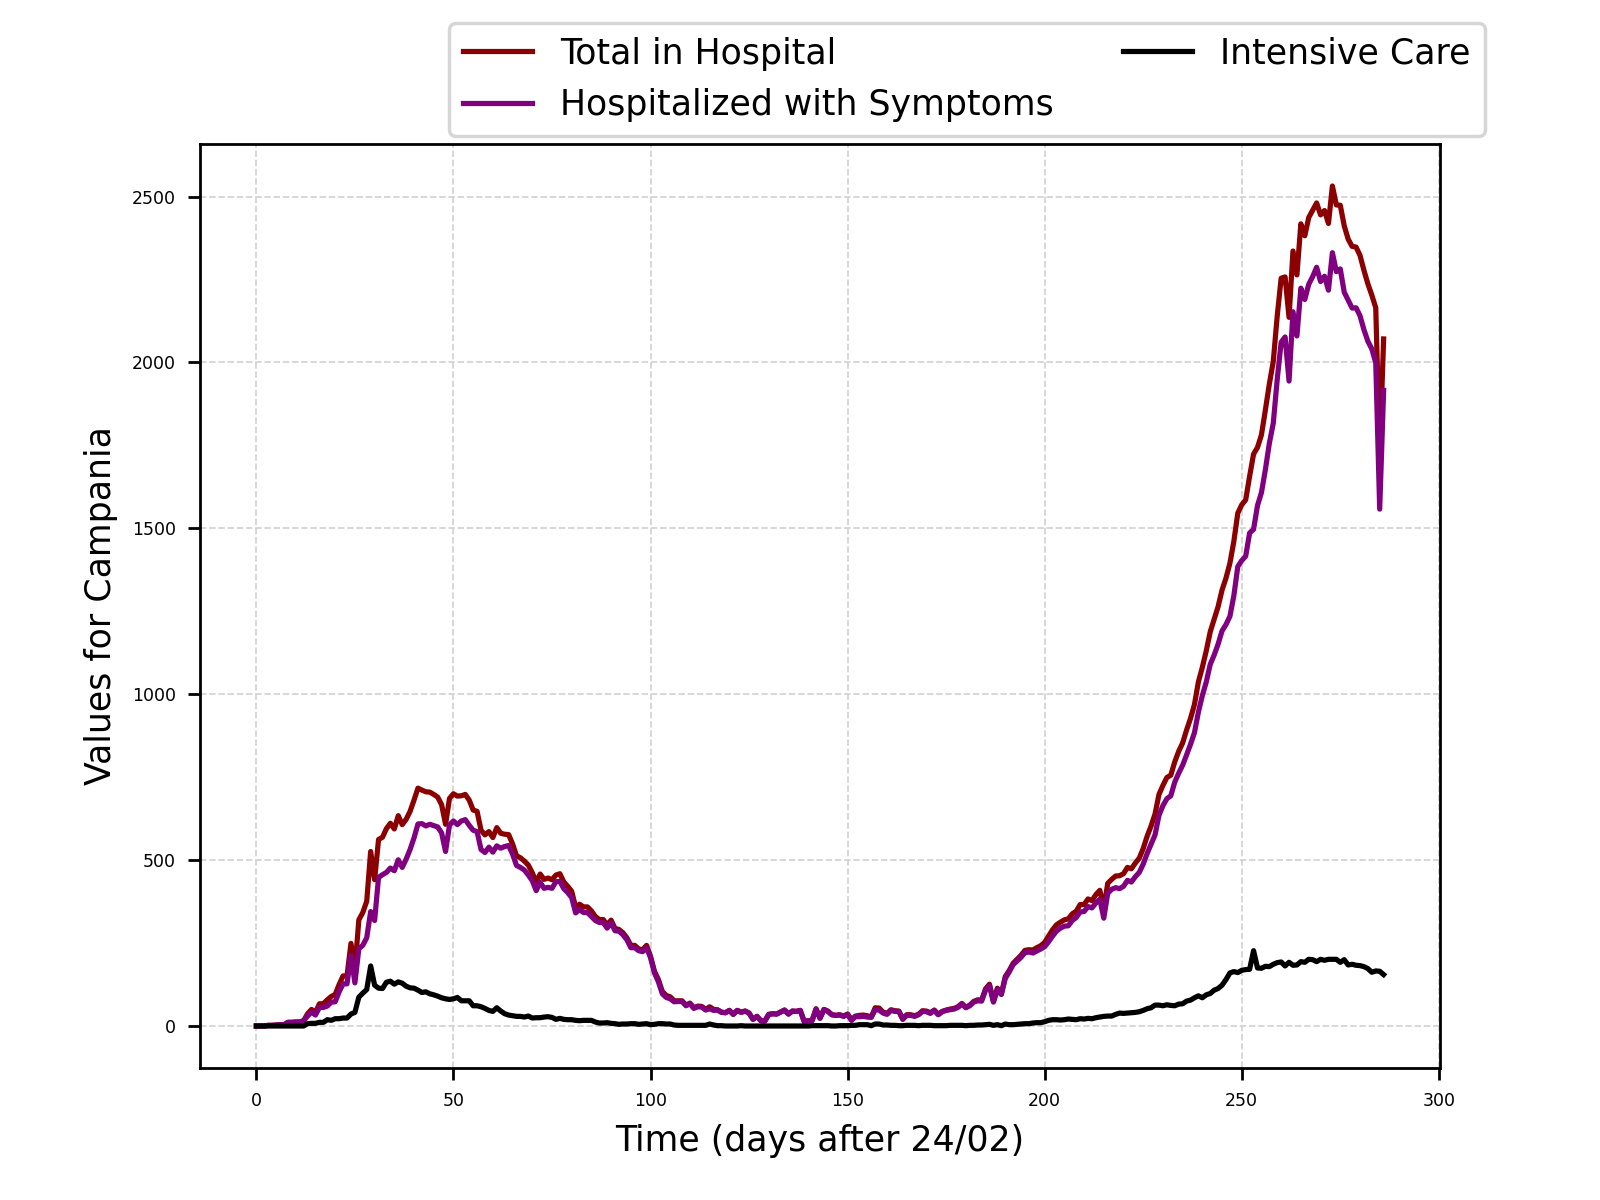 Total in Hospital
Hospitalized with Symptoms
Intensive Care
Values for Campania
2500
2000
1500
1000
500
0
0 50 100 150 200 250 300
Time (days after 24/02)